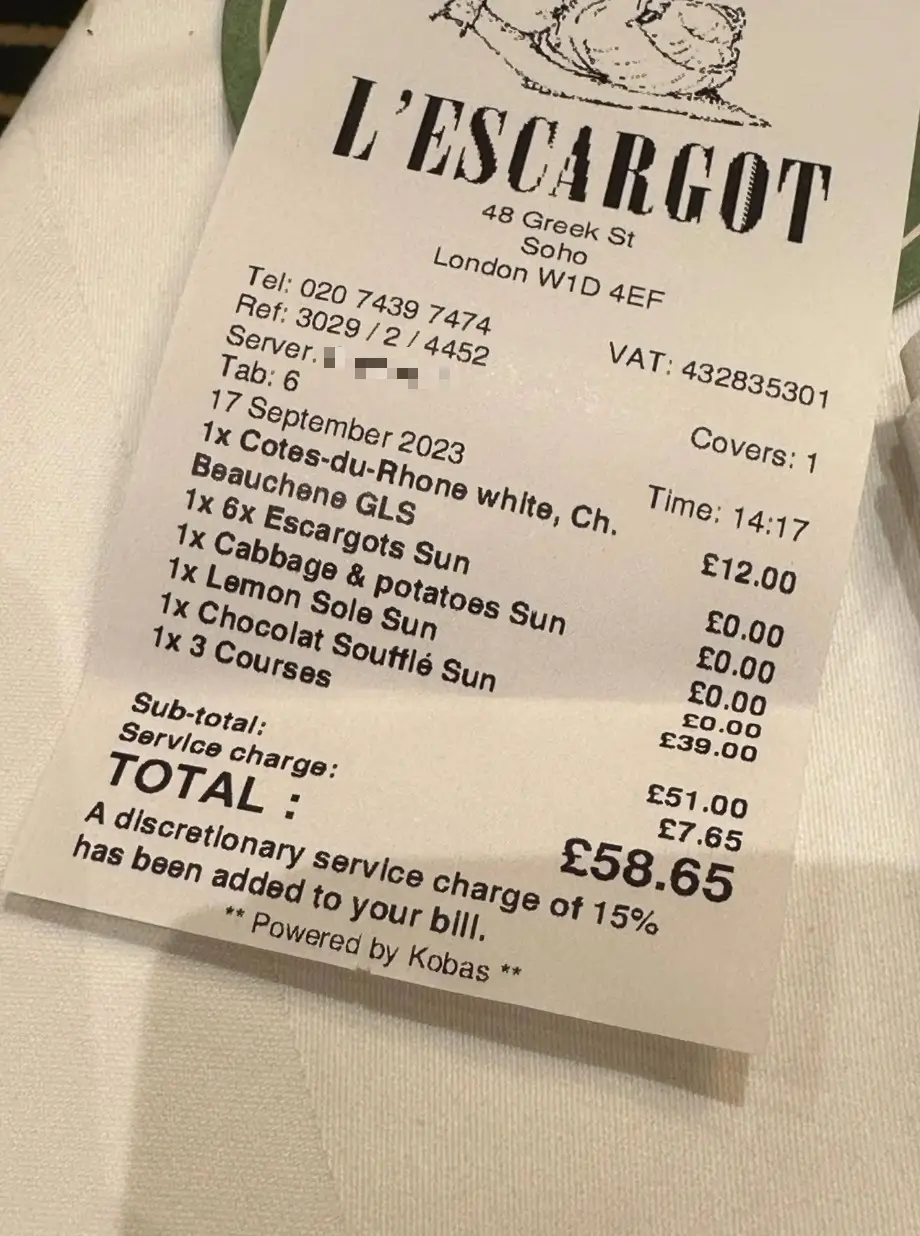 L'ESCARGOT
48 Greek St
Soho
London W1D 4EF
Tel: 020 7439 7474
VAT: 432835301
Ref: 3029 / 2 / 4452
Server.
Covers: 1
Tab: 6
Time: 14:17
17 September 2023
1x Cotes-du-Rhone white, Ch. £12.00
Beauchene GLS
1x 6x Escargots Sun £0.00
1x Cabbage & potatoes Sun £0.00
1x Lemon Sole Sun £0.00
1x Chocolat Soufflé Sun £0.00
1x 3 Courses £39.00
Sub-total: £51.00
Service charge: £7.65
TOTAL : £58.65
A discretionary service charge of 15%
has been added to your bill.
** Powered by Kobas **